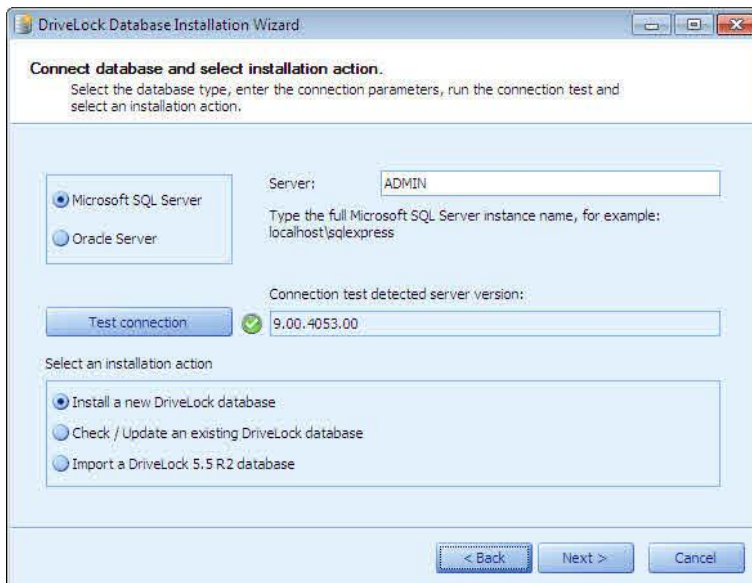 DriveLock Database Installation Wizard
Connect database and select installation action.
Select the database type, enter the connection parameters, run the connection test and
select an installation action.
Microsoft SQL Server
Oracle Server
Server:
ADMIN
Type the full Microsoft SQL Server instance name, for example:
localhost\sqlexpress
Connection test detected server version:
Test connection
9.00.4053.00
Select an installation action
Install a new DriveLock database
Check / Update an existing DriveLock database
Import a DriveLock 5.5 R2 database
< Back
Next >
Cancel